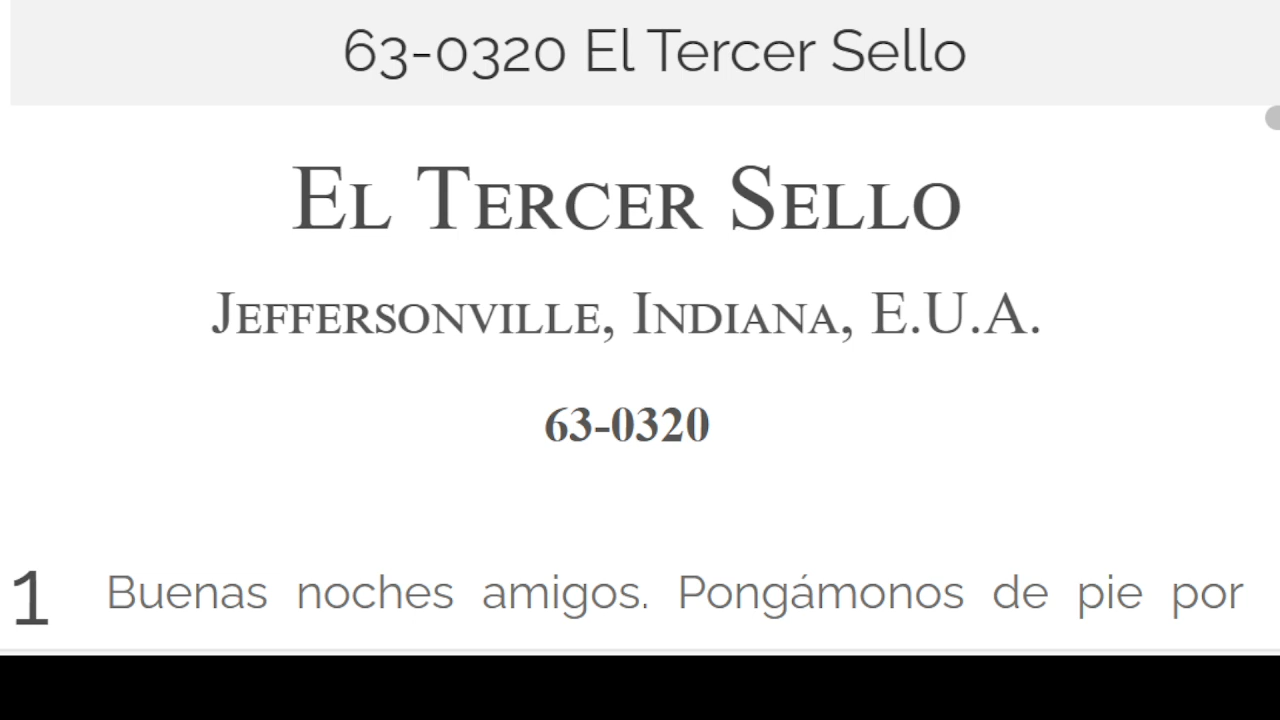 63-0320 El Tercer Sello
El Tercer Sello
Jeffersonville, Indiana, E.U.A.
63-0320
1 Buenas noches amigos. Pongámonos de pie por